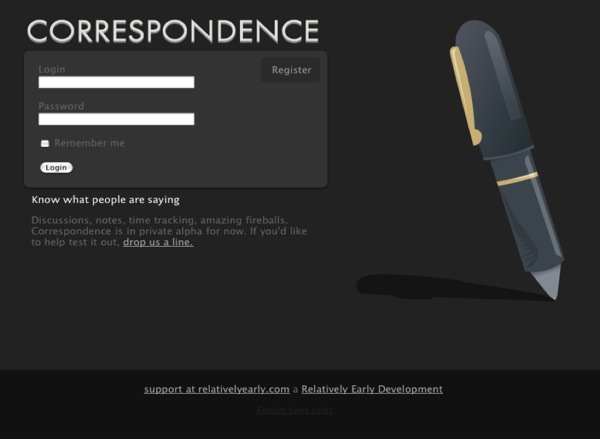 CORRESPONDENCE
Login
Register
Password
Remember me
Login
Know what people are saying
Discussions, notes, time tracking, amazing fireballs.
Correspondence is in private alpha for now. If you'd like
to help test it out, drop us a line.
support at relativelyearly.com a Relatively Early Development